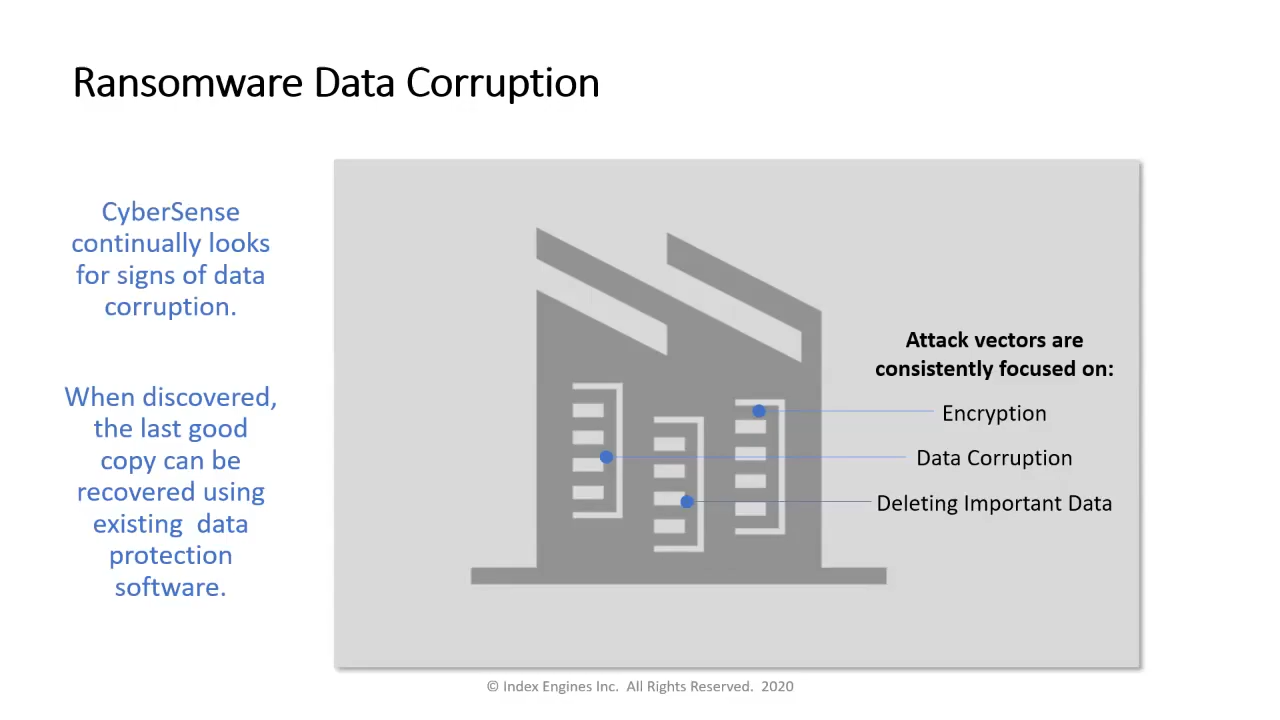 Ransomware Data Corruption
CyberSense
continually looks
for signs of data
corruption.
When discovered,
the last good
copy can be
recovered using
existing  data
protection
software.
Attack vectors are
consistently focused on:
Encryption
Data Corruption
Deleting Important Data
© Index Engines Inc.  All Rights Reserved.  2020